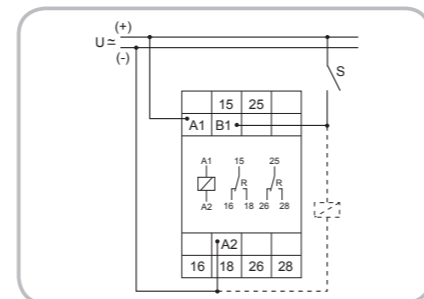 (+)
U ≃
(-)
S
15 25
A1 B1
A1 15 25
R R
A2 16 18 26 28
A2
16 18 26 28